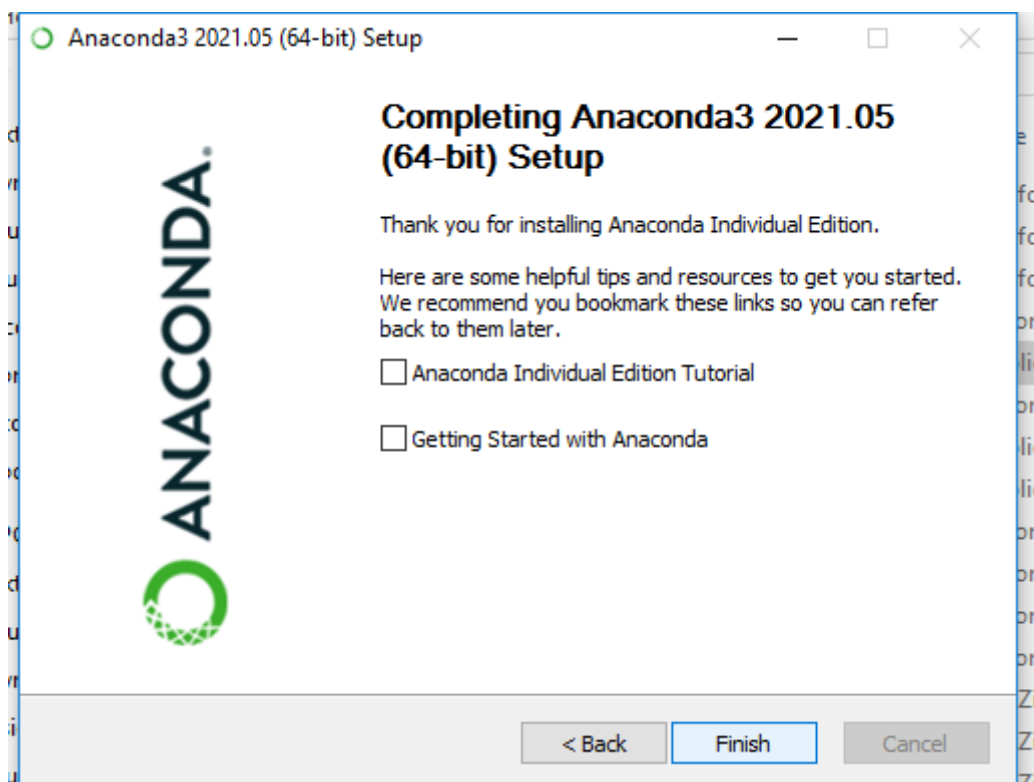 Anaconda3 2021.05 (64-bit) Setup
Completing Anaconda3 2021.05
(64-bit) Setup
ANACONDA.
Thank you for installing Anaconda Individual Edition.
Here are some helpful tips and resources to get you started.
We recommend you bookmark these links so you can refer
back to them later.
Anaconda Individual Edition Tutorial
Getting Started with Anaconda
< Back
Finish
Cancel